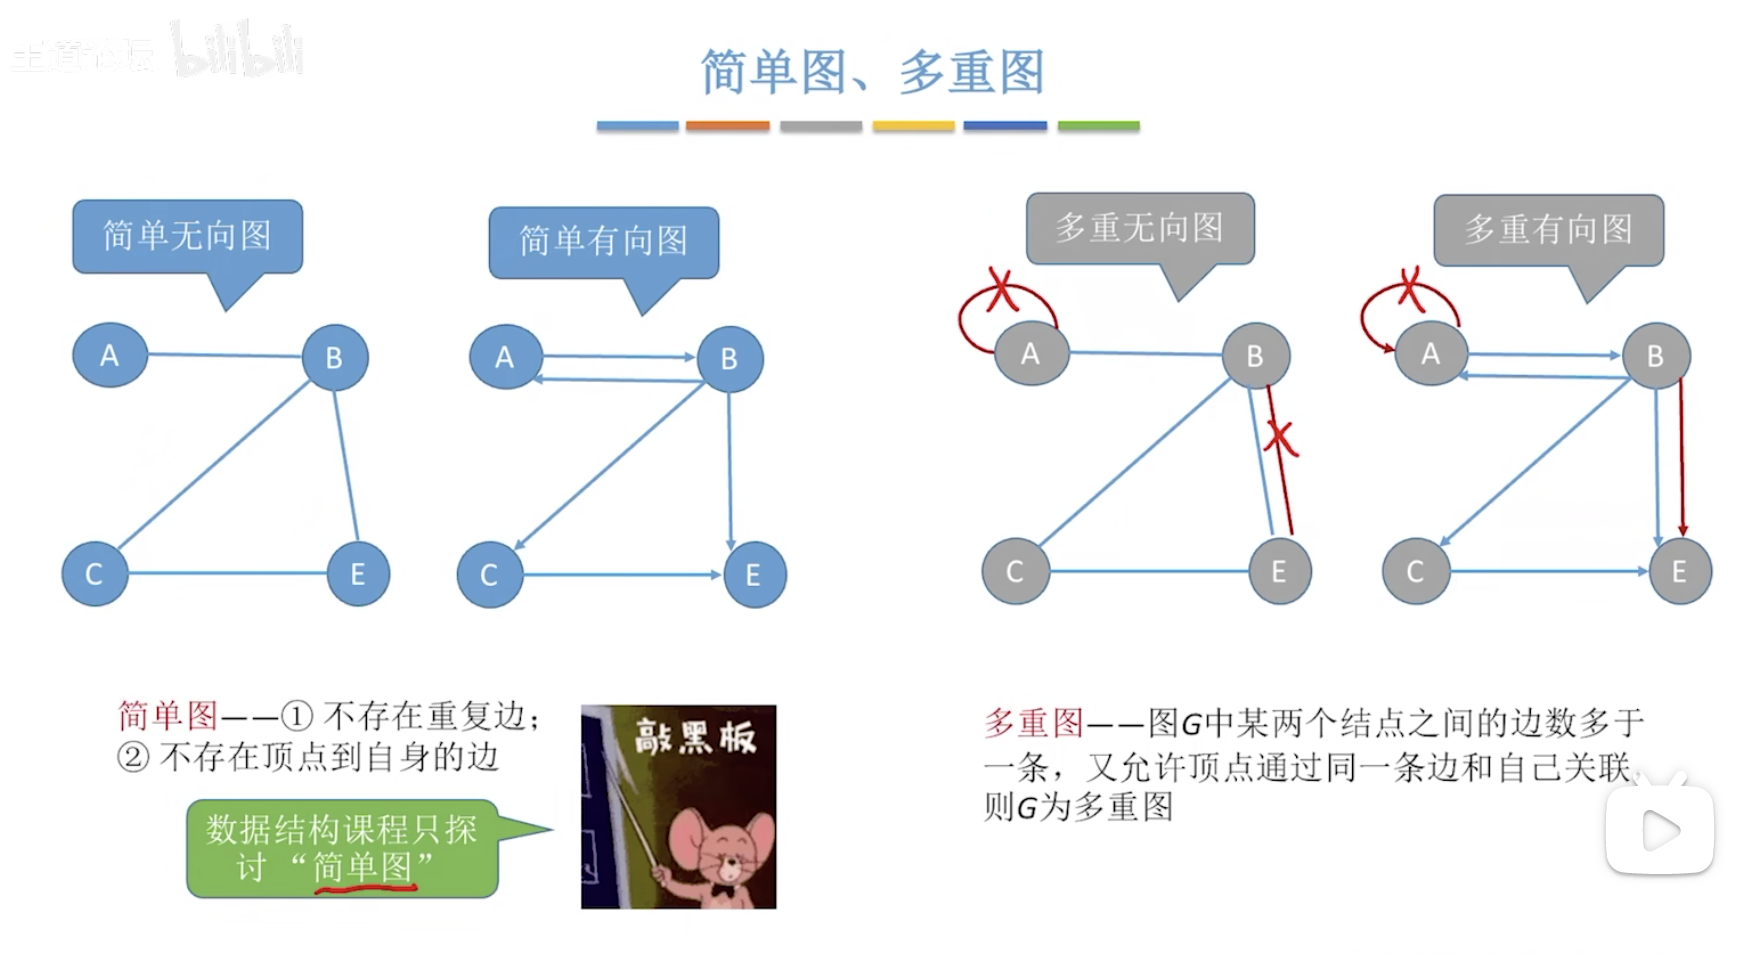 王道论坛 bilibili
简单图、多重图
简单无向图
简单有向图
多重无向图
多重有向图
A B C E
A B C E
A B C E
A B C E
简单图——① 不存在重复边；
② 不存在顶点到自身的边
数据结构课程只探
讨“简单图”
敲黑板
多重图——图G中某两个结点之间的边数多于
一条，又允许顶点通过同一条边和自己关联，
则G为多重图